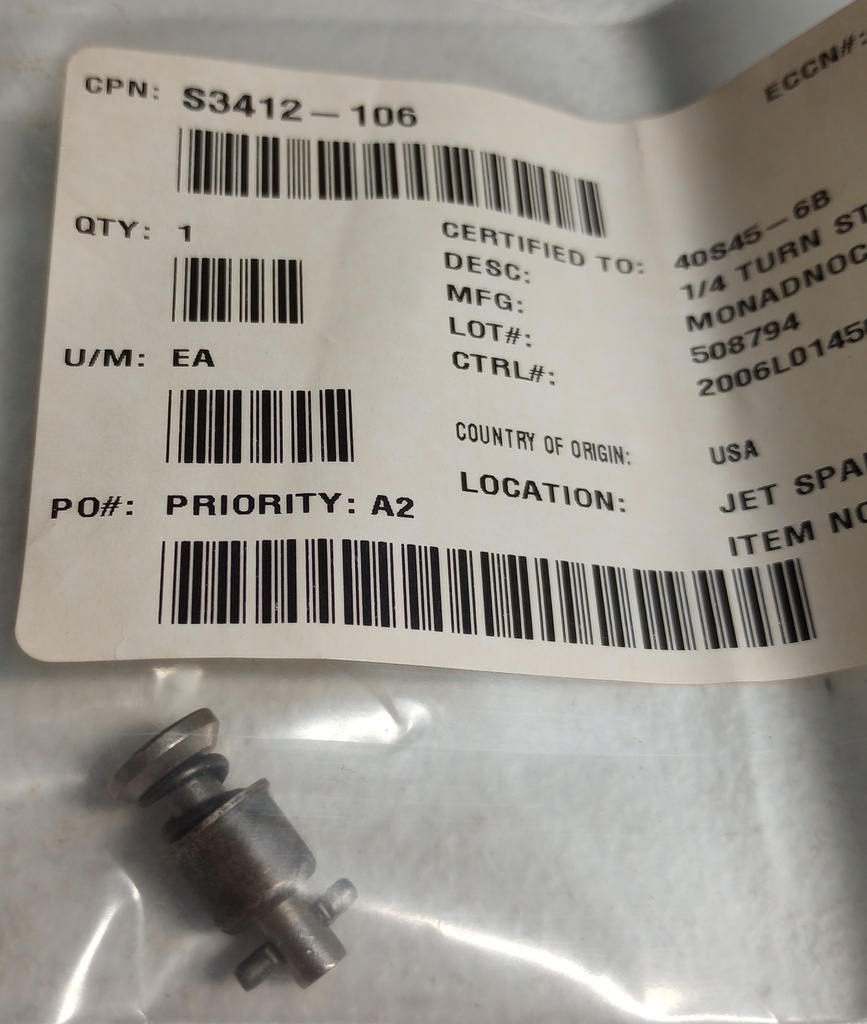 CPN: S3412-106
ECCN#:
QTY: 1
U/M: EA
PO#: PRIORITY: A2
CERTIFIED TO: 40S45-6B
DESC: 1/4 TURN ST
MFG: MONADNOC
LOT#: 508794
CTRL#: 2006L0145
COUNTRY OF ORIGIN: USA
LOCATION: JET SPA
ITEM NO